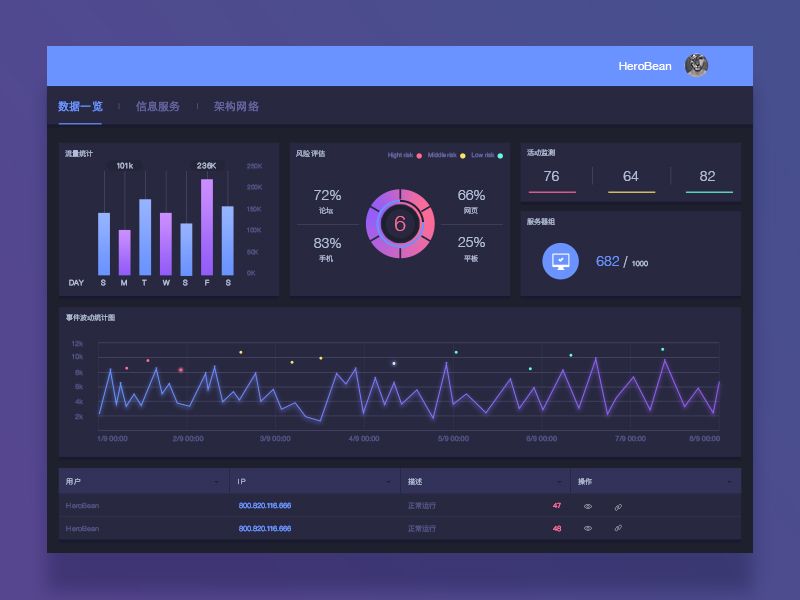 HeroBean
数据一览 信息服务 架构网络
流量统计
101k 236K
250K
200K
150K
100K
50K
0K
DAY S M T W S F S
风险评估
Hight risk Middle risk Low risk
72%
论坛
66%
网页
6
83%
手机
25%
平板
活动监测
76 64 82
服务器组
682 / 1000
事件波动统计图
12k
10k
8k
6k
4k
2k
1/9 00:00 2/9 00:00 3/9 00:00 4/9 00:00 5/9 00:00 6/9 00:00 7/9 00:00 8/9 00:00
用户 IP 描述 操作
HeroBean 800.820.116.666 正常运行 47
HeroBean 800.820.116.666 正常运行 48